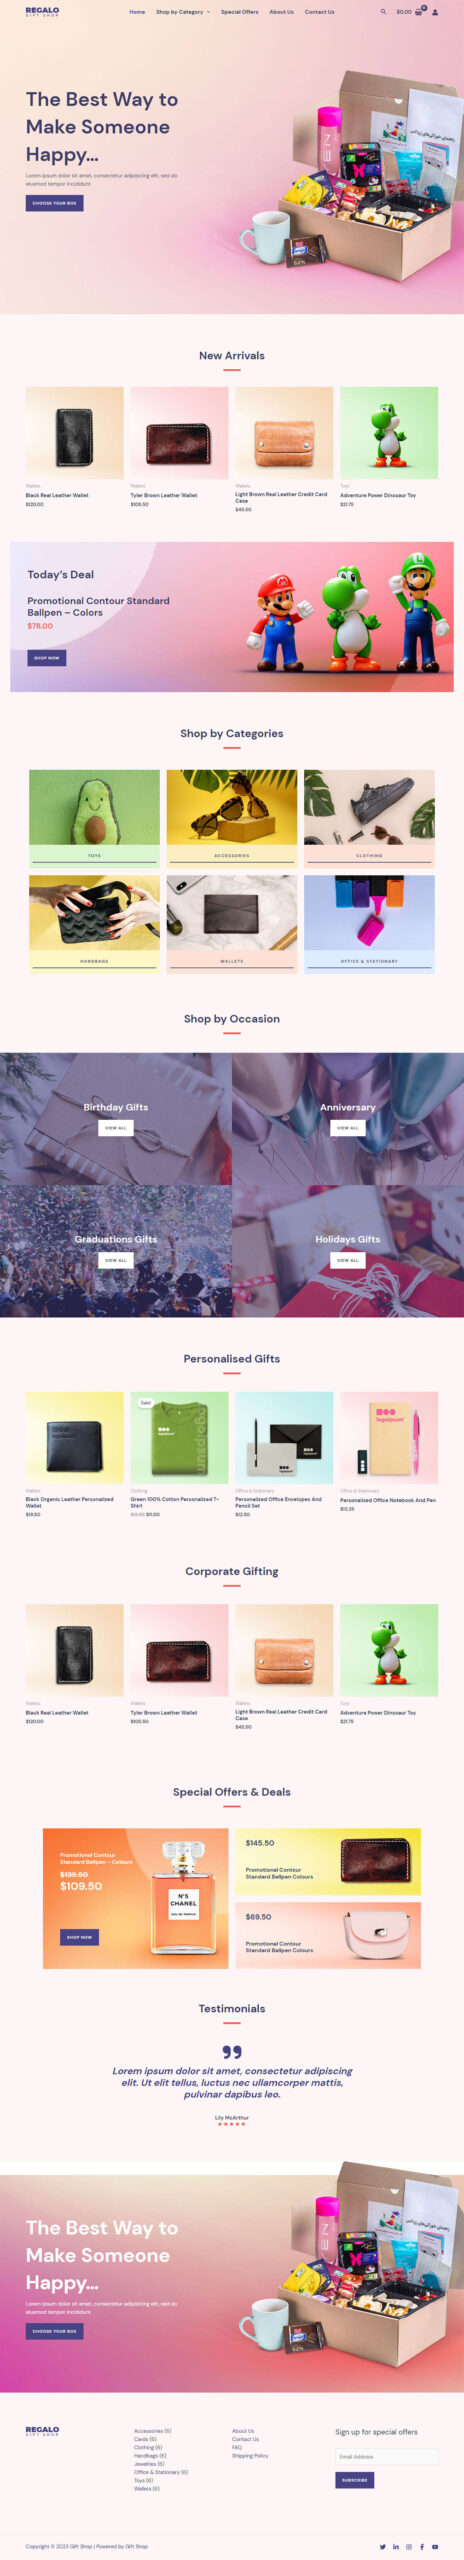 REGALO
GIFT SHOP
Home
Shop by Category
Special Offers
About Us
Contact Us
$0.00
The Best Way to
Make Someone
Happy...
Lorem ipsum dolor sit amet, consectetur adipisicing elit, sed do
eiusmod tempor incididunt
CHOOSE YOUR BOX
New Arrivals
Wallets
Black Real Leather Wallet
$120.00
Wallets
Tyler Brown Leather Wallet
$105.50
Wallets
Light Brown Real Leather Credit Card
Case
$45.50
Toys
Adventure Power Dinosaur Toy
$21.75
Today's Deal
Promotional Contour Standard
Ballpen – Colors
$78.00
SHOP NOW
Shop by Categories
TOYS
ACCESSORIES
CLOTHING
HANDBAGS
WALLETS
OFFICE & STATIONARY
Shop by Occasion
Birthday Gifts
VIEW ALL
Anniversary
VIEW ALL
Graduations Gifts
VIEW ALL
Holidays Gifts
VIEW ALL
Personalised Gifts
Wallets
Black Organic Leather Personalized
Wallet
$19.50
Sale!
Clothing
Green 100% Cotton Personalized T-
Shirt
$11.00
Office & Stationary
Personalized Office Envelopes And
Pencil Set
$12.50
logoipsum
Office & Stationary
Personalized Office Notebook And Pen
$13.25
Corporate Gifting
Wallets
Black Real Leather Wallet
$120.00
Wallets
Tyler Brown Leather Wallet
$105.50
Wallets
Light Brown Real Leather Credit Card
Case
$45.50
Toys
Adventure Power Dinosaur Toy
$21.75
Special Offers & Deals
Promotional Contour
Standard Ballpen – Colours
$139.50
$109.50
SHOP NOW
N°5
CHANEL
EAU DE PARFUM
$145.50
Promotional Contour
Standard Ballpen Colours
$69.50
Promotional Contour
Standard Ballpen Colours
Testimonials
Lorem ipsum dolor sit amet, consectetur adipiscing
elit. Ut elit tellus, luctus nec ullamcorper mattis,
pulvinar dapibus leo.
Lily McArthur
The Best Way to
Make Someone
Happy...
Lorem ipsum dolor sit amet, consectetur adipisicing elit, sed do
eiusmod tempor incididunt
CHOOSE YOUR BOX
REGALO
GIFT SHOP
Accessories (6)
Cards (6)
Clothing (6)
Handbags (6)
Jewelries (6)
Office & Stationary (6)
Toys (6)
Wallets (6)
About Us
Contact Us
FAQ
Shipping Policy
Sign up for special offers
Email Address
SUBSCRIBE
Copyright © 2023 Gift Shop | Powered by Gift Shop